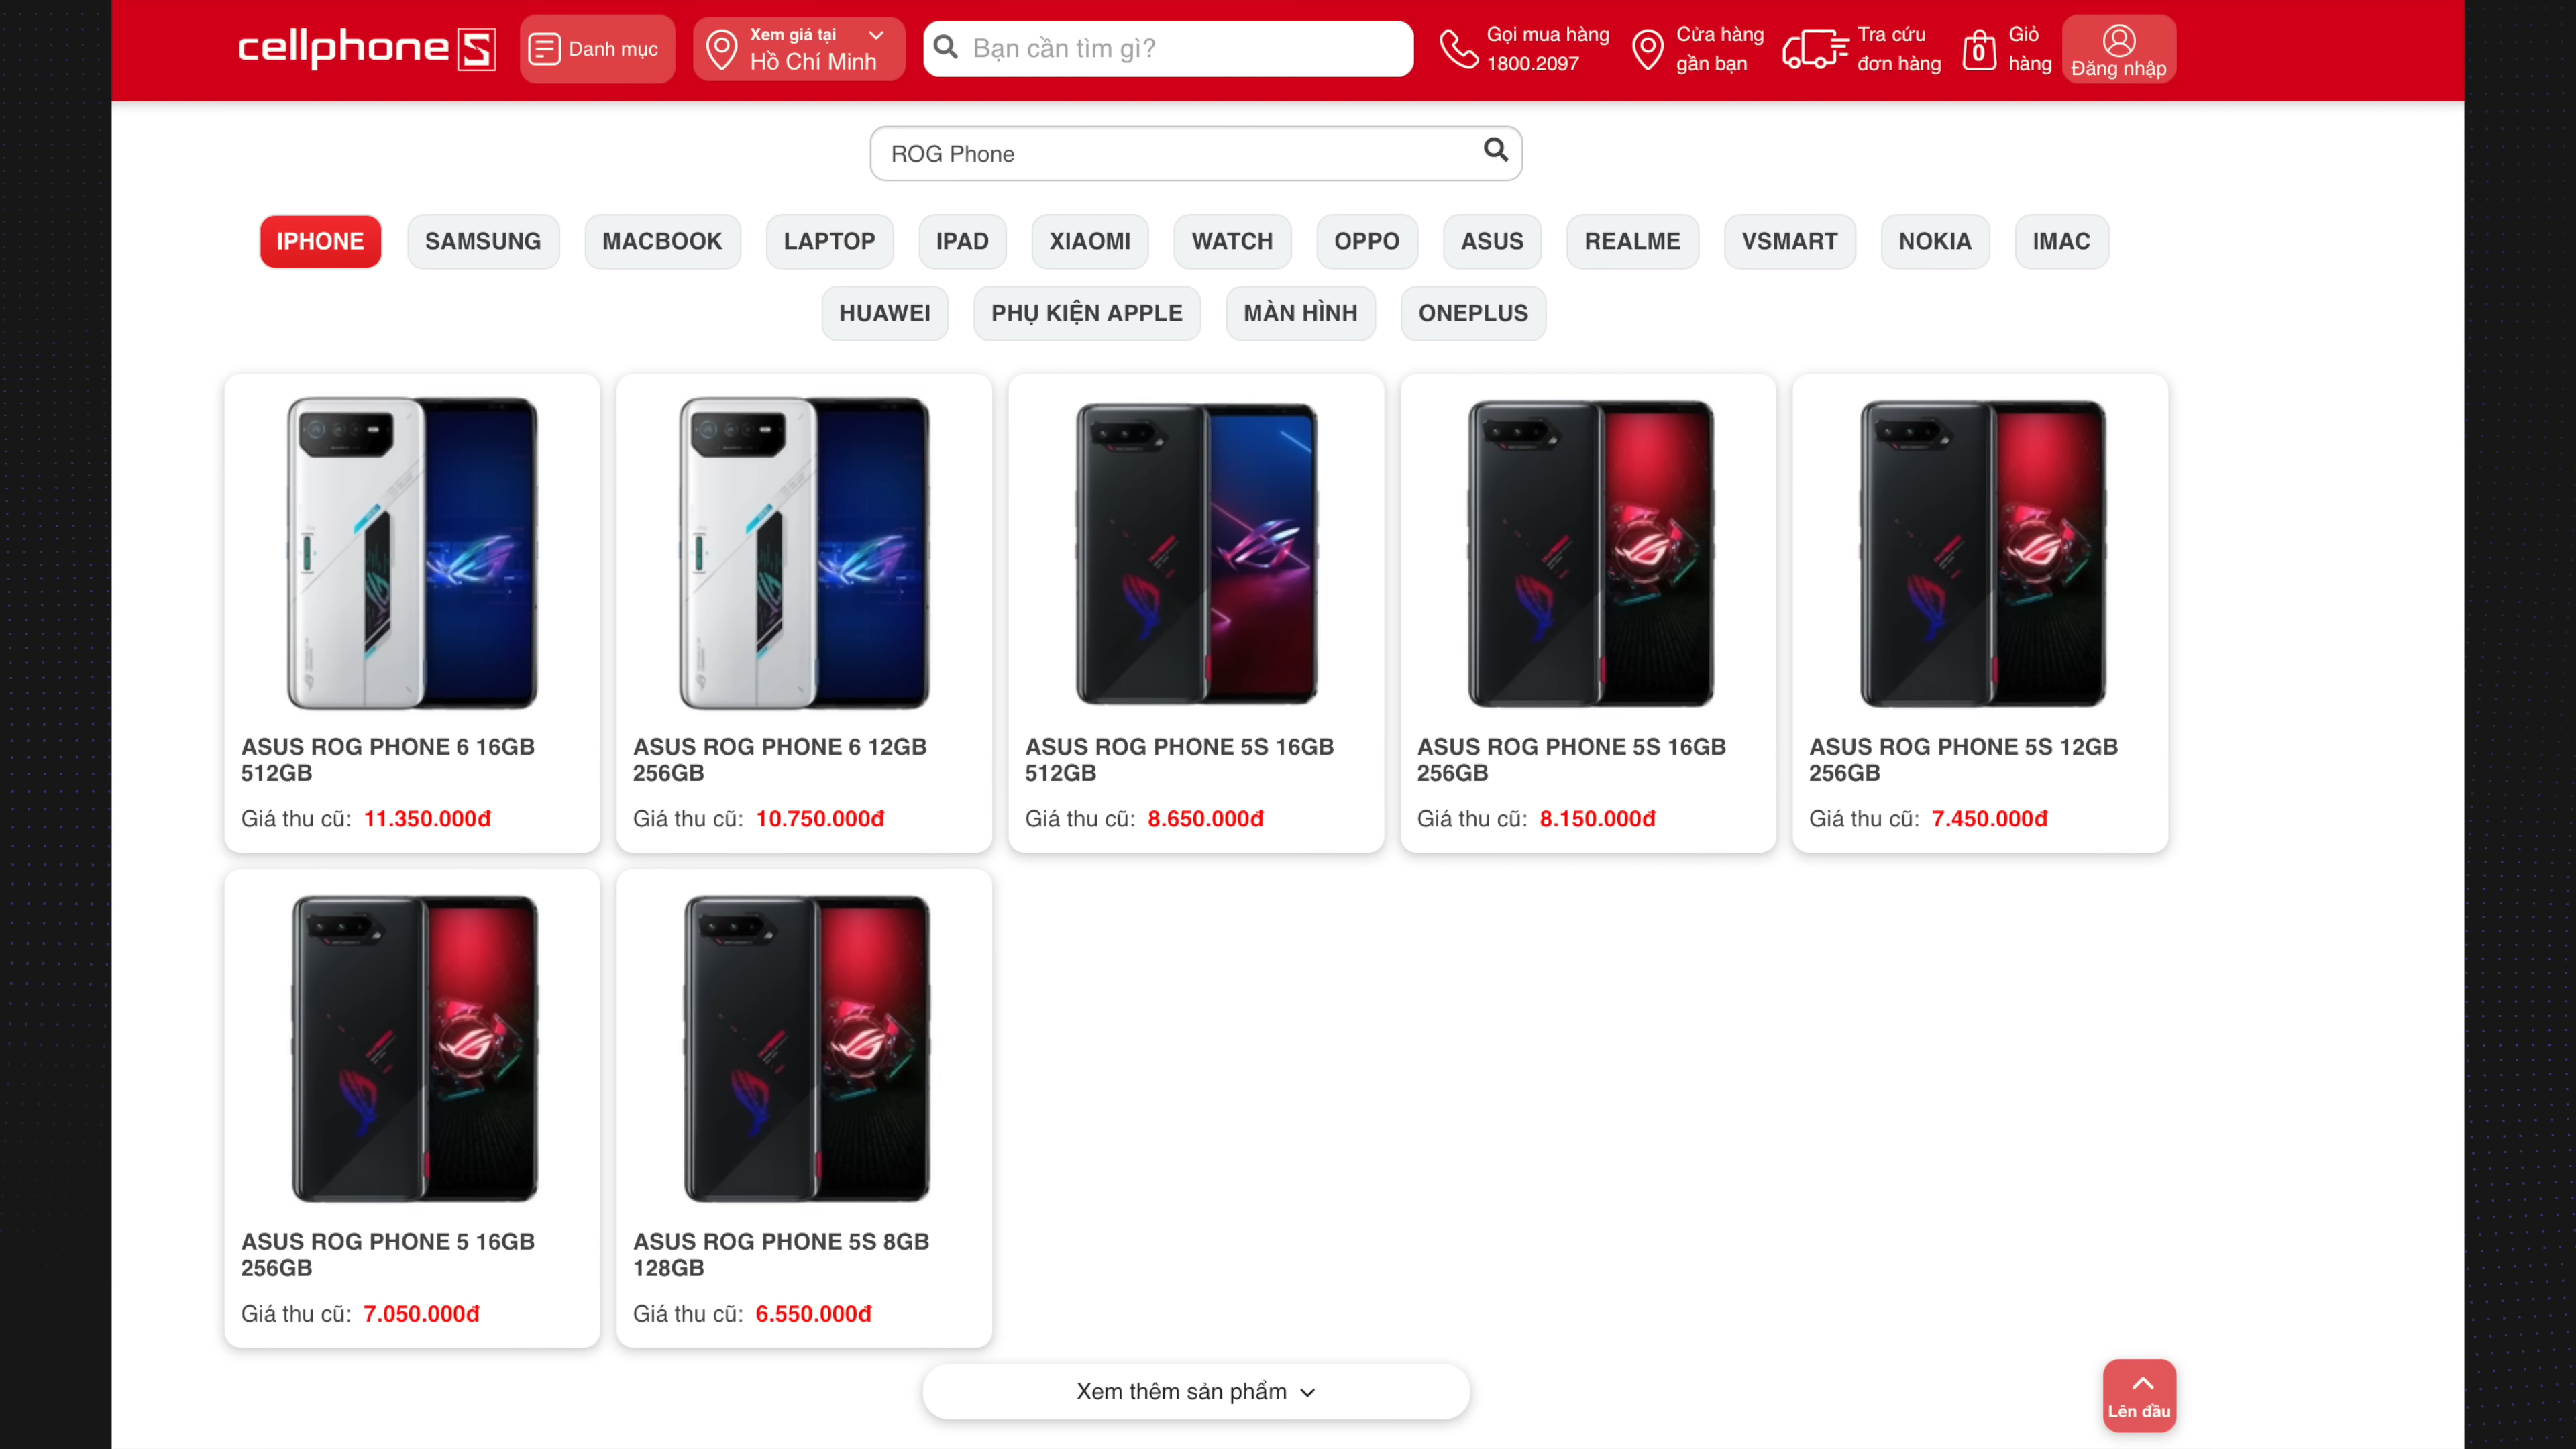 cellphoneS
Danh mục
Xem giá tại
Hồ Chí Minh
Bạn cần tìm gì?
Gọi mua hàng
1800.2097
Cửa hàng
gần bạn
Tra cứu
đơn hàng
0
Giỏ
hàng
Đăng nhập
ROG Phone
IPHONE
SAMSUNG
MACBOOK
LAPTOP
IPAD
XIAOMI
WATCH
OPPO
ASUS
REALME
VSMART
NOKIA
IMAC
HUAWEI
PHỤ KIỆN APPLE
MÀN HÌNH
ONEPLUS
ASUS ROG PHONE 6 16GB
512GB
Giá thu cũ: 11.350.000đ
ASUS ROG PHONE 6 12GB
256GB
Giá thu cũ: 10.750.000đ
ASUS ROG PHONE 5S 16GB
512GB
Giá thu cũ: 8.650.000đ
ASUS ROG PHONE 5S 16GB
256GB
Giá thu cũ: 8.150.000đ
ASUS ROG PHONE 5S 12GB
256GB
Giá thu cũ: 7.450.000đ
ASUS ROG PHONE 5 16GB
256GB
Giá thu cũ: 7.050.000đ
ASUS ROG PHONE 5S 8GB
128GB
Giá thu cũ: 6.550.000đ
Xem thêm sản phẩm
Lên đầu